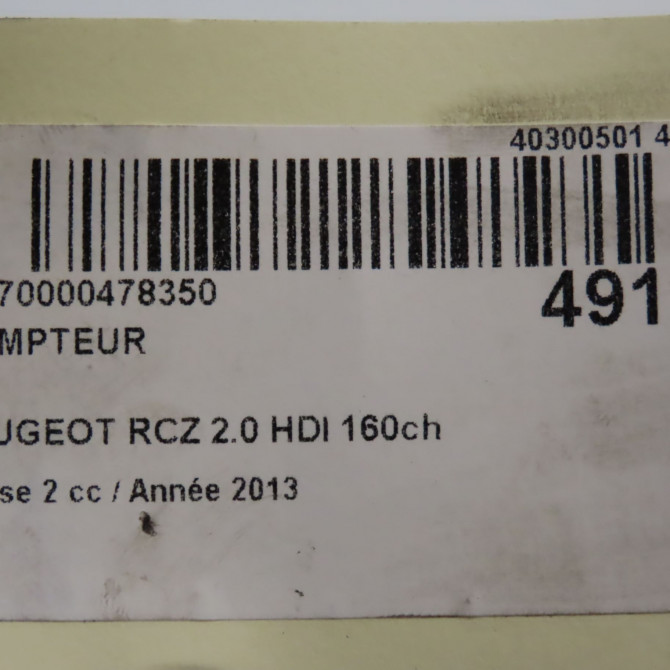 40300501 4
70000478350
491
MPTEUR
UGEOT RCZ 2.0 HDI 160ch
se 2 cc / Année 2013